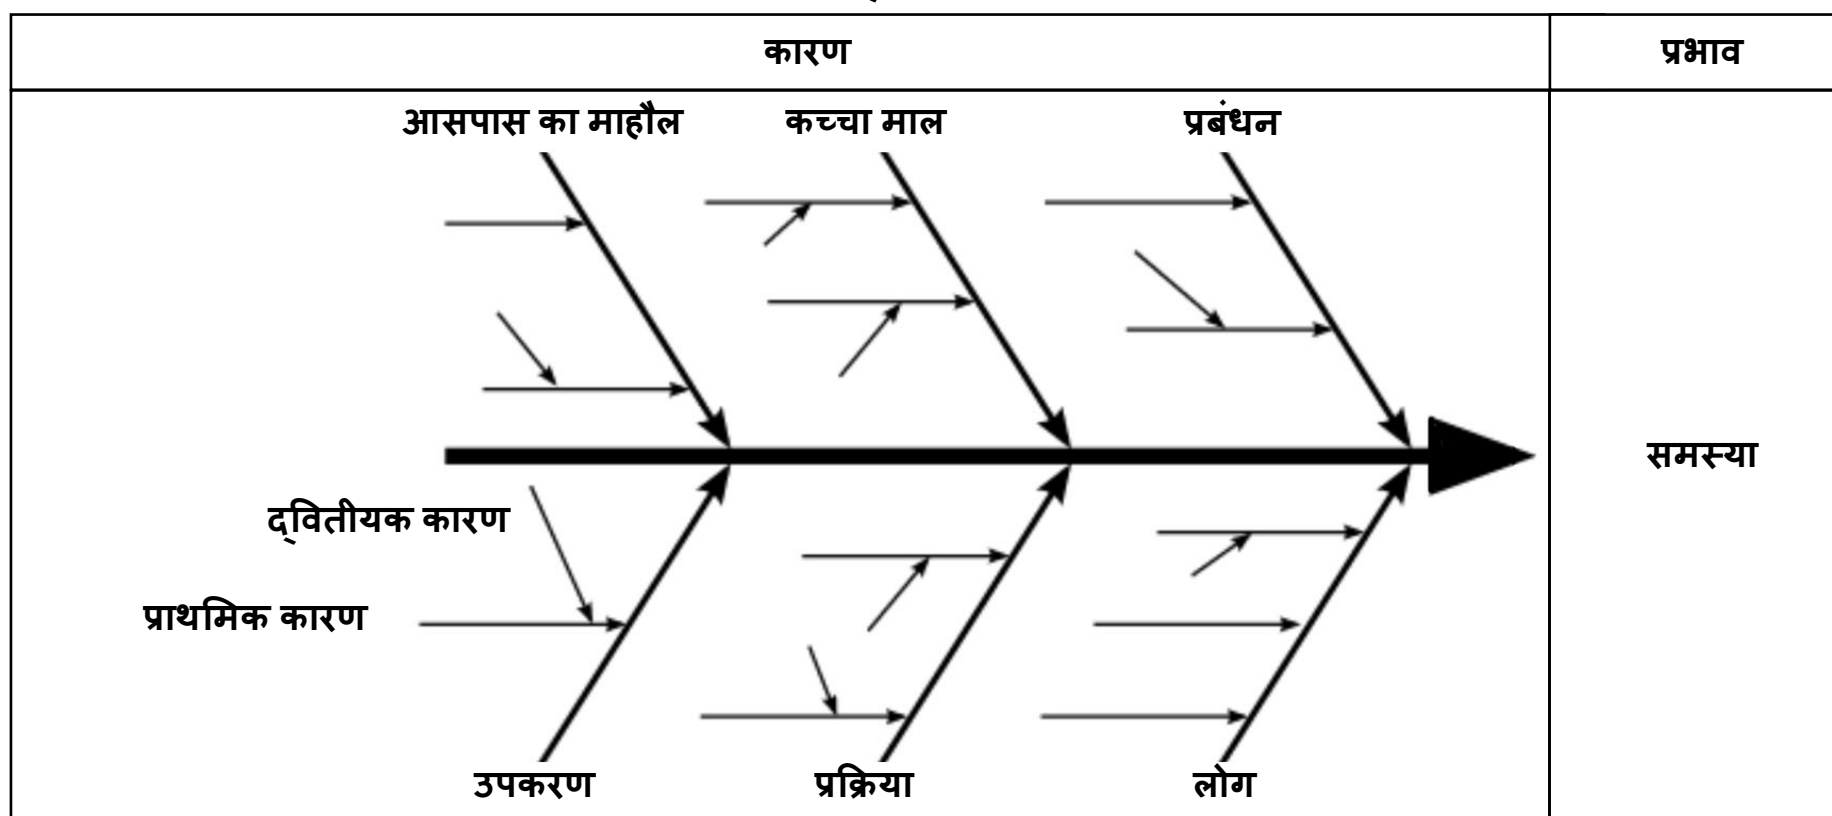 कारण
प्रभाव
आसपास का माहौल
कच्चा माल
प्रबंधन
समस्या
द्वितीयक कारण
प्राथमिक कारण
उपकरण
प्रक्रिया
लोग